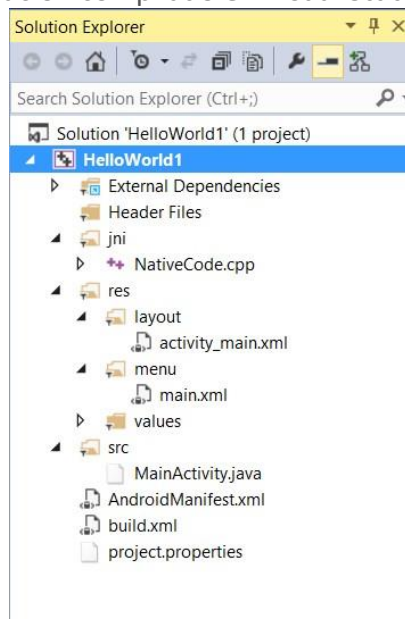 Solution Explorer
Search Solution Explorer (Ctrl+;)
Solution 'HelloWorld1' (1 project)
HelloWorld1
External Dependencies
Header Files
jni
NativeCode.cpp
res
layout
activity_main.xml
menu
main.xml
values
src
MainActivity.java
AndroidManifest.xml
build.xml
project.properties